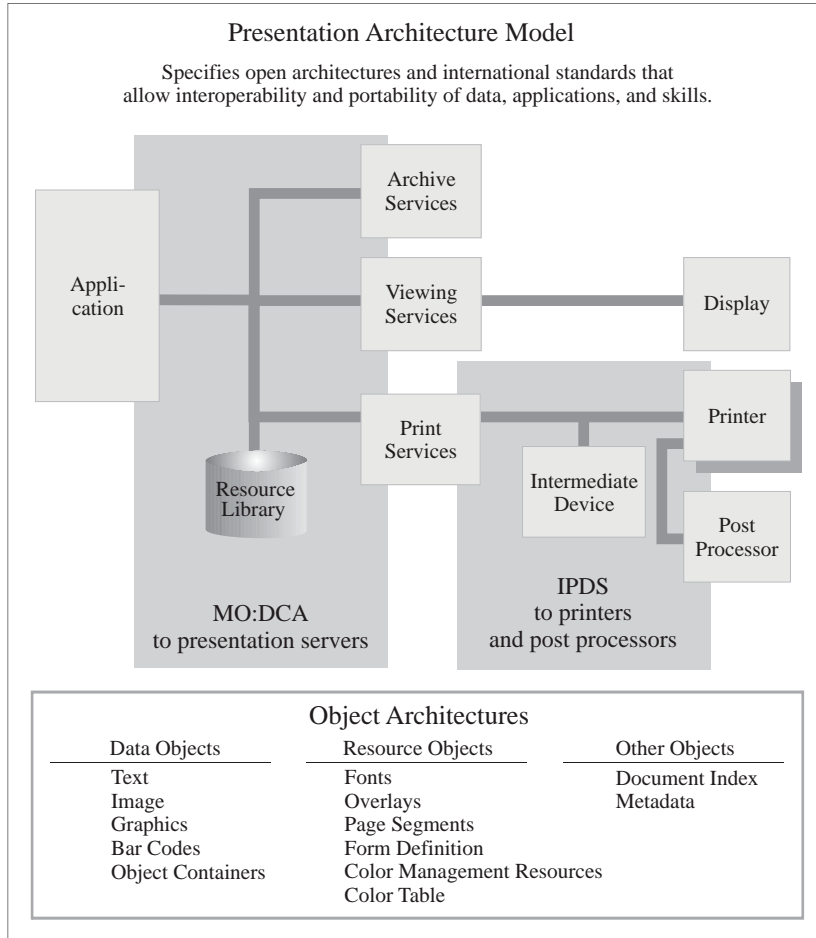 Presentation Architecture Model
Specifies open architectures and international standards that
allow interoperability and portability of data, applications, and skills.
Archive
Services
Appli-
cation
Viewing
Services
Display
Print
Services
Printer
Resource
Library
Intermediate
Device
Post
Processor
MO:DCA
to presentation servers
IPDS
to printers
and post processors
Object Architectures
Data Objects
Text
Image
Graphics
Bar Codes
Object Containers
Resource Objects
Fonts
Overlays
Page Segments
Form Definition
Color Management Resources
Color Table
Other Objects
Document Index
Metadata